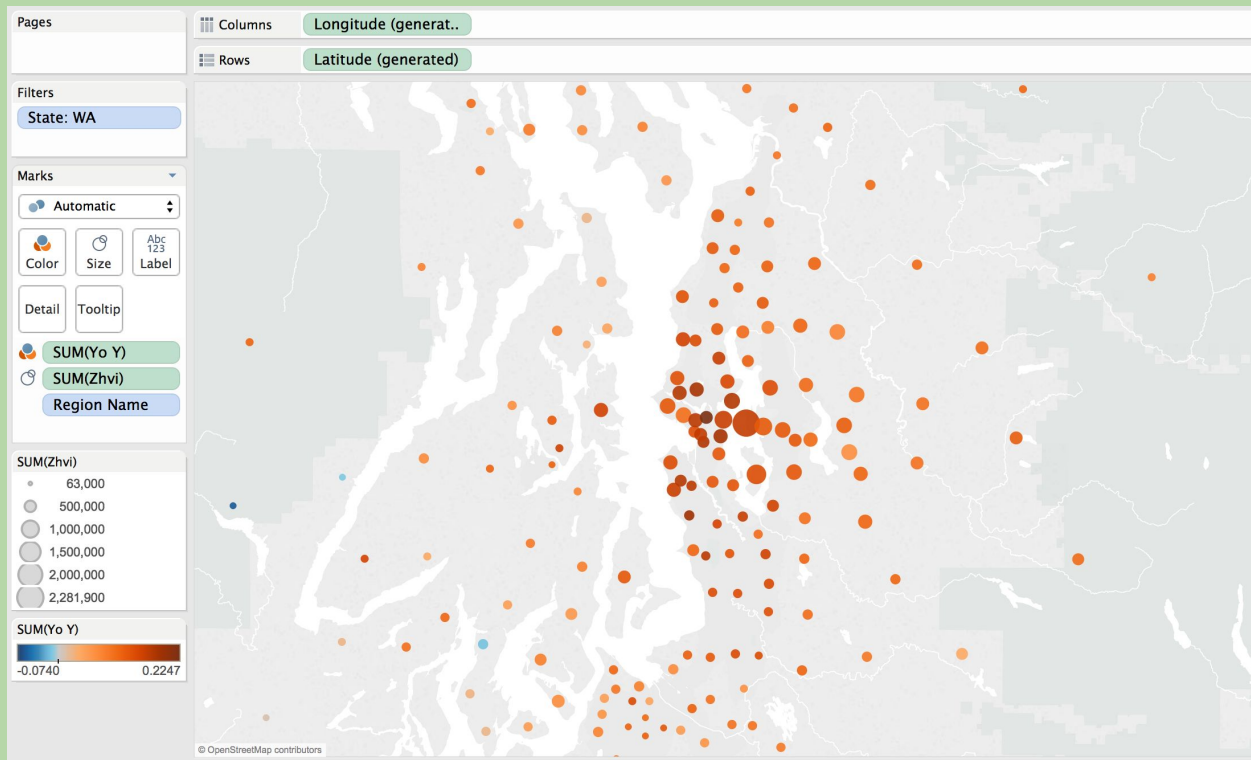 Pages
Columns
Longitude (generat..
Rows
Latitude (generated)
Filters
State: WA
Marks
Automatic
Color
Size
Abc
123
Label
Detail
Tooltip
SUM(Yo Y)
SUM(Zhvi)
Region Name
SUM(Zhvi)
63,000
500,000
1,000,000
1,500,000
2,000,000
2,281,900
SUM(Yo Y)
-0.0740 0.2247
© OpenStreetMap contributors